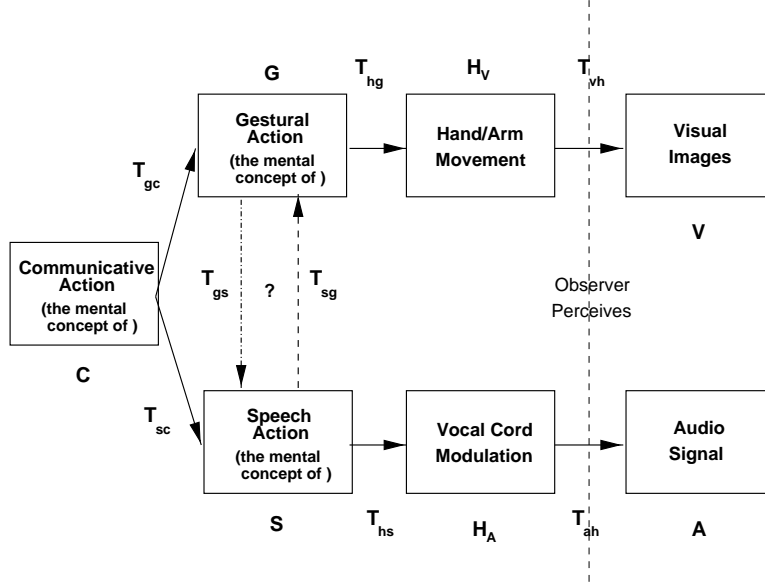 G
T_hg
H_V
T_vh
Gestural
Action
(the mental
concept of )
Hand/Arm
Movement
Visual
Images
V
T_gc
Communicative
Action
(the mental
concept of )
C
T_gs
?
T_sg
Observer
Perceives
T_sc
Speech
Action
(the mental
concept of )
Vocal Cord
Modulation
Audio
Signal
S
T_hs
H_A
T_ah
A